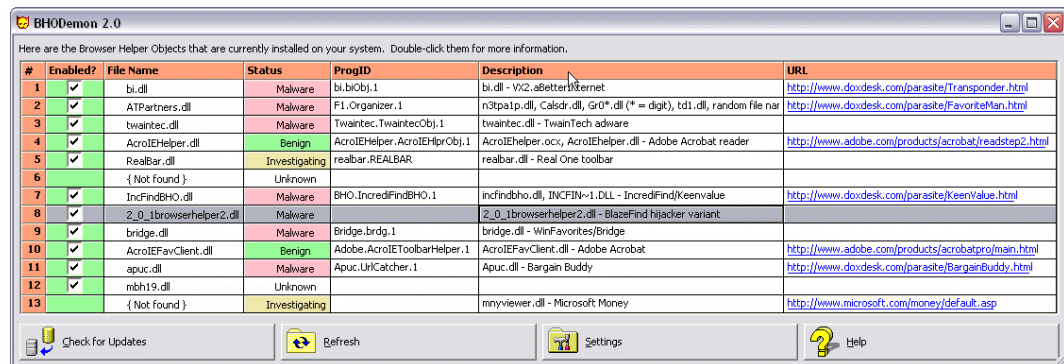 BHODemon 2.0
Here are the Browser Helper Objects that are currently installed on your system. Double-click them for more information.
# Enabled? File Name Status ProgID Description URL
1 bi.dll Malware bi.biObj.1 bi.dll - VX2.aBetterInternet http://www.doxdesk.com/parasite/Transponder.html
2 ATPartners.dll Malware F1.Organizer.1 n3tpa1p.dll, Calsdr.dll, Gr0*.dll (* = digit), td1.dll, random file nar http://www.doxdesk.com/parasite/FavoriteMan.html
3 twaintec.dll Malware Twaintec.TwaintecObj.1 twaintec.dll - TwainTech adware
4 AcroIEHelper.dll Benign AcroIEHelper.AcroIEHlprObj.1 AcroIEHelper.ocx, AcroIEhelper.dll - Adobe Acrobat reader http://www.adobe.com/products/acrobat/readstep2.html
5 RealBar.dll Investigating realbar.REALBAR realbar.dll - Real One toolbar
6 { Not found } Unknown
7 IncFindBHO.dll Malware BHO.IncrediFindBHO.1 incfindbho.dll, INCFIN~1.DLL - IncrediFind/Keenvalue http://www.doxdesk.com/parasite/KeenValue.html
8 2_0_1browserhelper2.dll Malware 2_0_1browserhelper2.dll - BlazeFind hijacker variant
9 bridge.dll Malware Bridge.brdg.1 bridge.dll - WinFavorites/Bridge
10 AcroIEFavClient.dll Benign Adobe.AcroIEToolbarHelper.1 AcroIEFavClient.dll - Adobe Acrobat http://www.adobe.com/products/acrobatpro/main.html
11 apuc.dll Malware Apuc.UrlCatcher.1 Apuc.dll - Bargain Buddy http://www.doxdesk.com/parasite/BargainBuddy.html
12 mbh19.dll Unknown
13 { Not found } Investigating mnyviewer.dll - Microsoft Money http://www.microsoft.com/money/default.asp
Check for Updates Refresh Settings Help